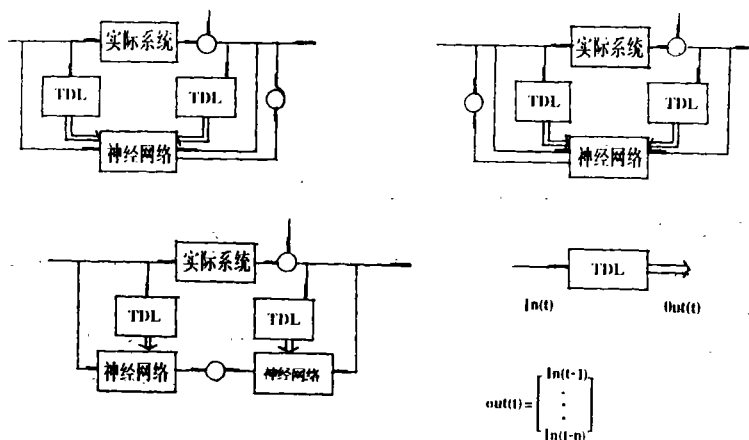 实际系统
TDL
TDL
神经网络
实际系统
TDL
TDL
神经网络
实际系统
TDL
TDL
神经网络
神经网络
TDL
In(t)
Out(t)
out(t)=
In(t-1)
.
.
.
In(t-n)